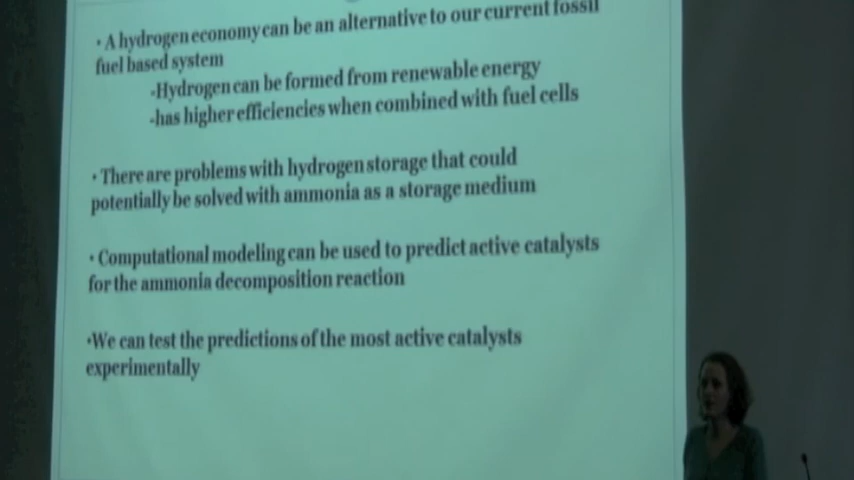 • A hydrogen economy can be an alternative to our current fossil
fuel based system
-Hydrogen can be formed from renewable energy
-has higher efficiencies when combined with fuel cells
• There are problems with hydrogen storage that could
potentially be solved with ammonia as a storage medium
• Computational modeling can be used to predict active catalysts
for the ammonia decomposition reaction
•We can test the predictions of the most active catalysts
experimentally